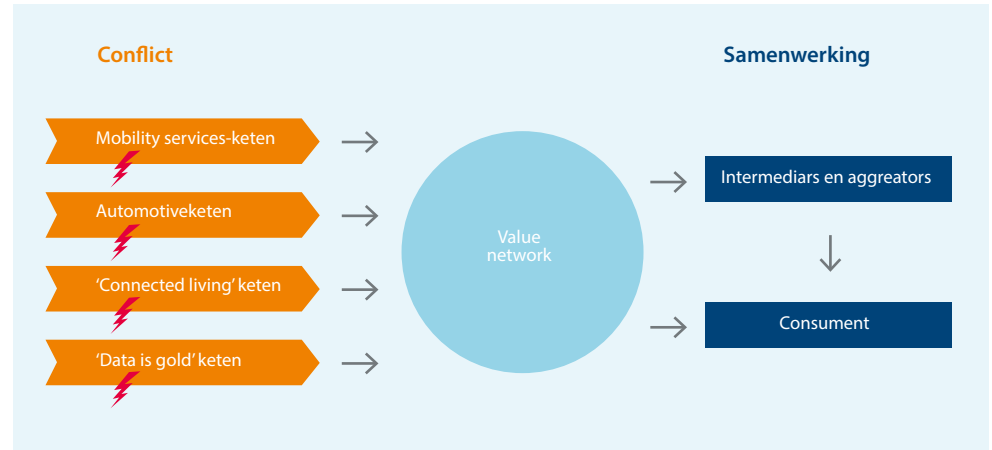 Conflict
Samenwerking
Mobility services-keten
Automotiveketen
‘Connected living’ keten
‘Data is gold’ keten
Value
network
Intermediars en aggreators
Consument